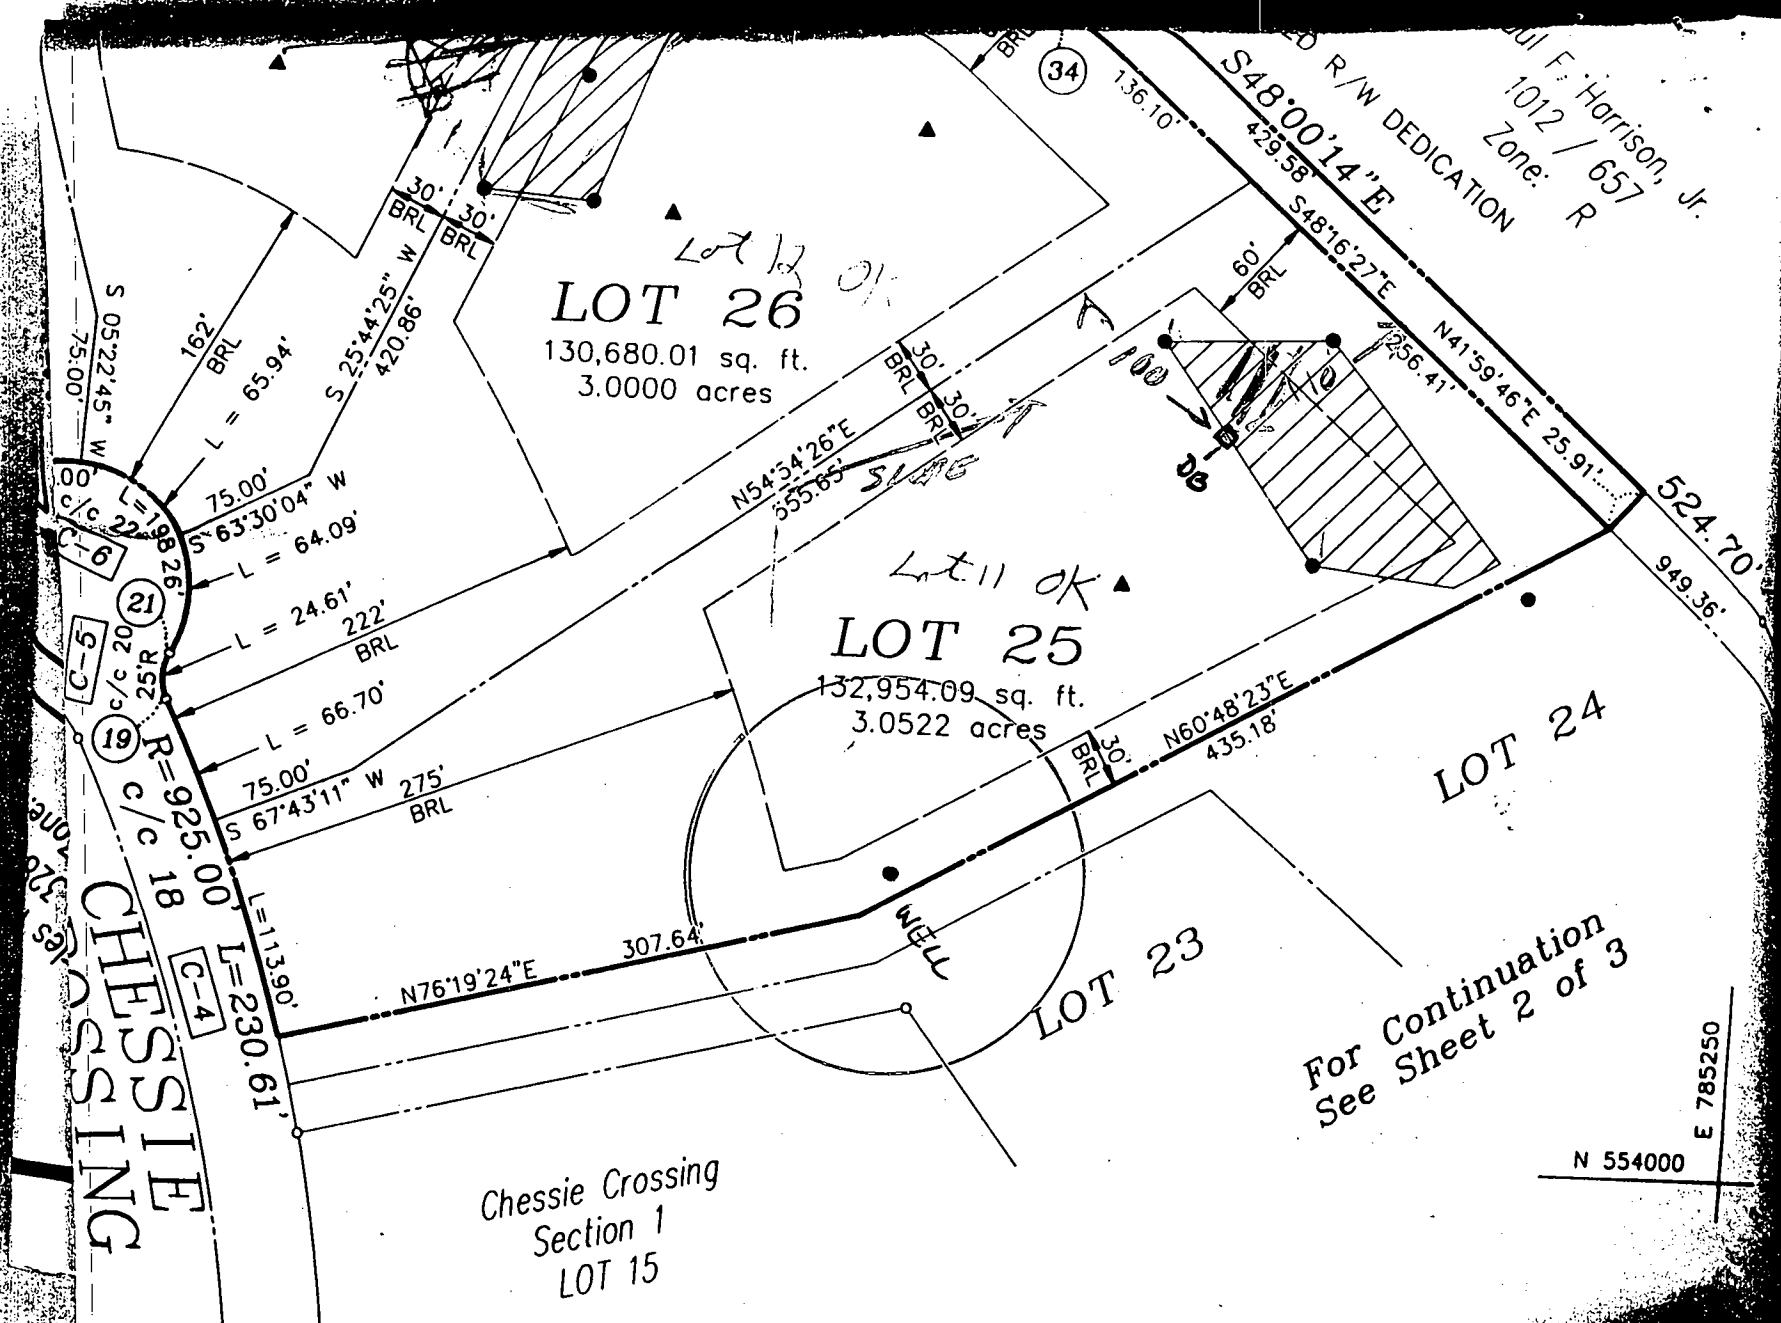 34
BRL
136.10'
S48°00'14"E
429.58'
R/W DEDICATION
F. Harrison, Jr.
1012 / 657
Zone: R
30'
BRL
30'
BRL
S 25°44'25" W
420.86'
162'
BRL
S 05°22'45" W
75.00'
L = 65.94'
Lot 12 OK
LOT 26
130,680.01 sq. ft.
3.0000 acres
60'
BRL
S48°16'27"E
256.41'
N41°59'46"E 25.91'
524.70'
949.36'
100
DB
30'
BRL
30'
BRL
N54°54'26"E
555.65'
75.00'
S 63°30'04" W
L=198.26'
C-6
L = 64.09'
21
L = 24.61'
222'
BRL
C-5
c/c 20
25'R
19
L = 66.70'
75.00'
S 67°43'11" W
275'
BRL
Lot 11 OK
LOT 25
132,954.09 sq. ft.
3.0522 acres
30'
BRL
N60°48'23"E
435.18'
LOT 24
R=925.00' L=230.61'
c/c 18
C-4
L=113.90'
N76°19'24"E
307.64'
WELL
LOT 23
CHESSIE
OSSING
For Continuation
See Sheet 2 of 3
E 785250
N 554000
Chessie Crossing
Section 1
LOT 15